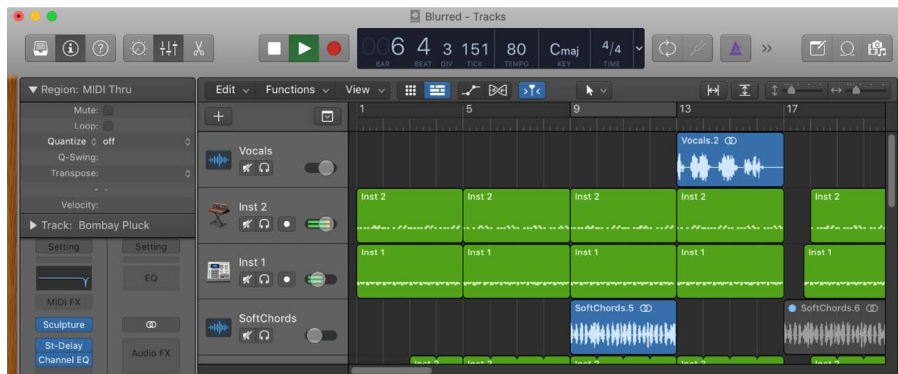 Blurred - Tracks
006 4 3 151 80 Cmaj 4/4
BAR BEAT DIV TICK TEMPO KEY TIME
Region: MIDI Thru
Edit Functions View
Mute:
Loop:
Quantize off
Q-Swing:
Transpose:
- -
Velocity:
Track: Bombay Pluck
Setting Setting
EQ
MIDI FX
Sculpture
St-Delay
Channel EQ
Audio FX
1 5 9 13 17
Vocals
Vocals.2
Inst 2
Inst 2 Inst 2 Inst 2 Inst 2 Inst 2
Inst 1
Inst 1 Inst 1 Inst 1 Inst 1 Inst 1
SoftChords
SoftChords.5 SoftChords.6